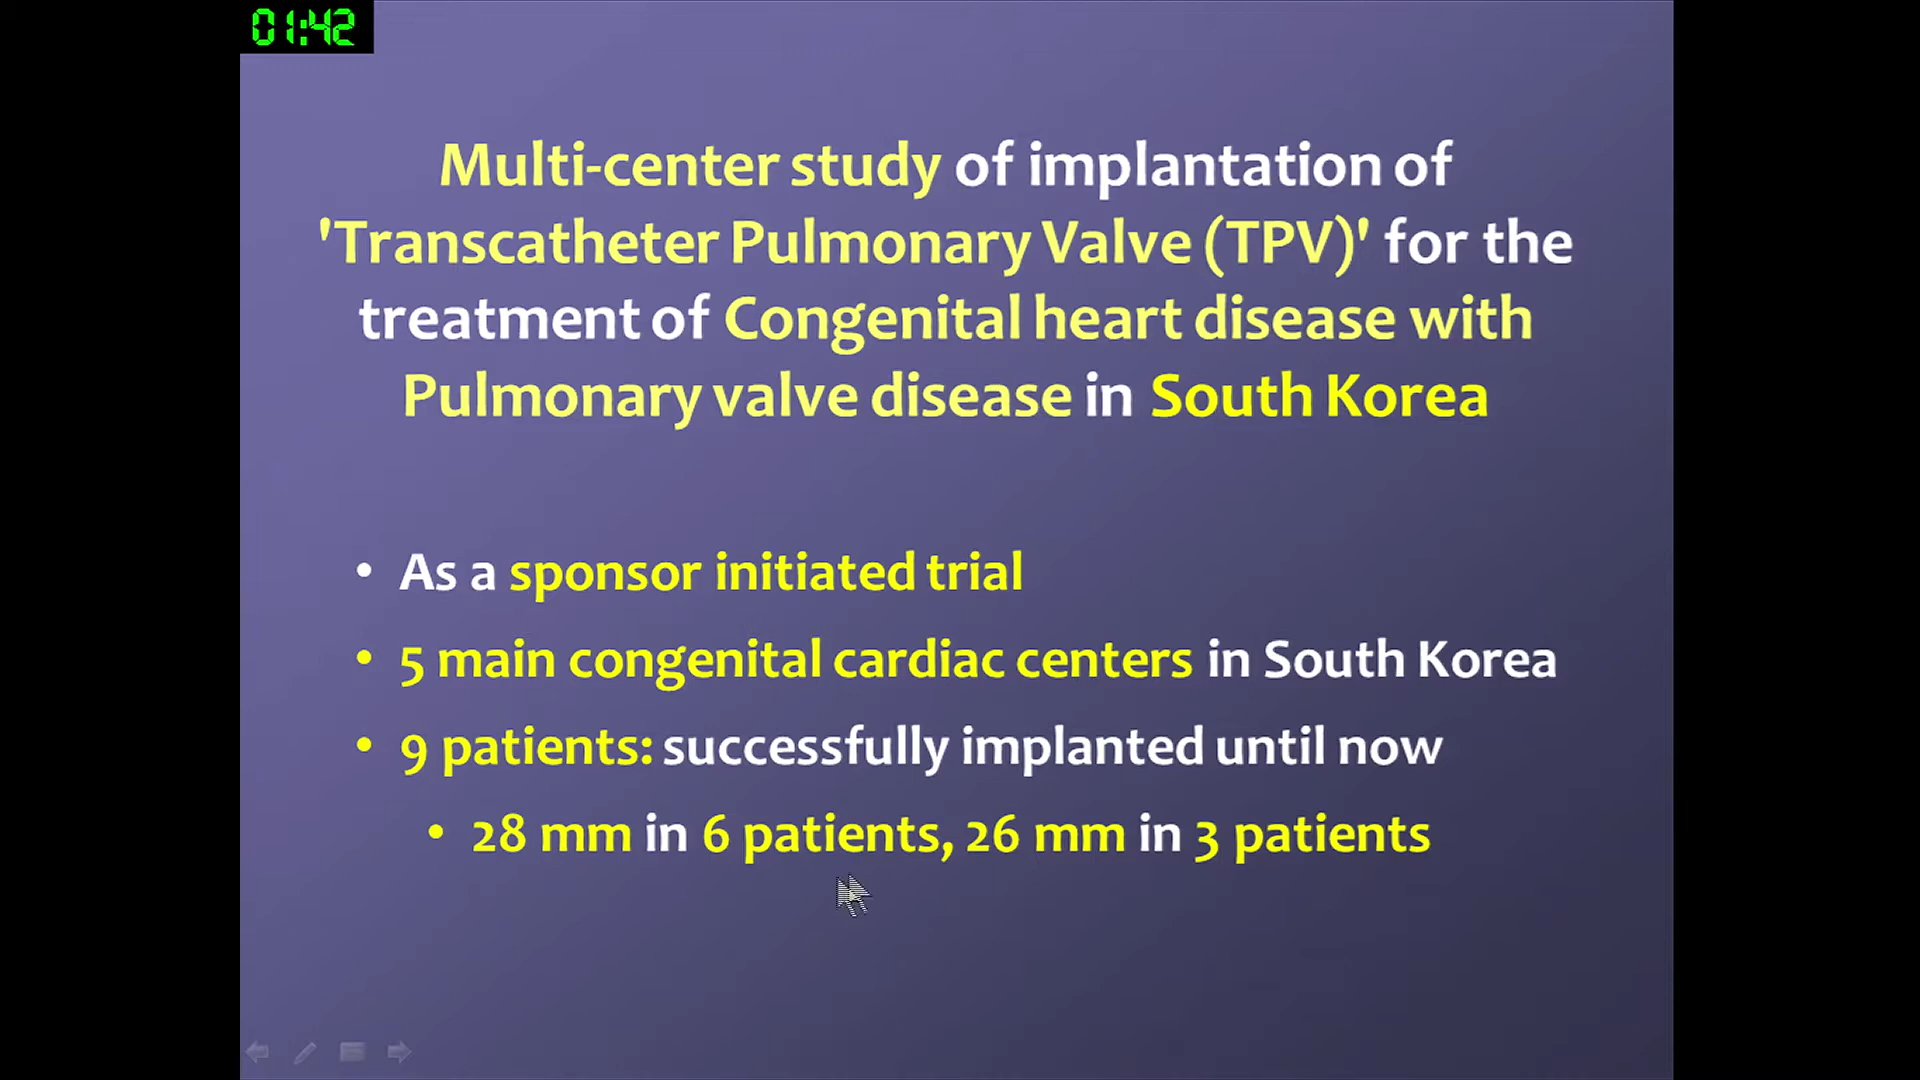 01:42
Multi-center study of implantation of
'Transcatheter Pulmonary Valve (TPV)' for the
treatment of Congenital heart disease with
Pulmonary valve disease in South Korea
• As a sponsor initiated trial
• 5 main congenital cardiac centers in South Korea
• 9 patients: successfully implanted until now
• 28 mm in 6 patients, 26 mm in 3 patients